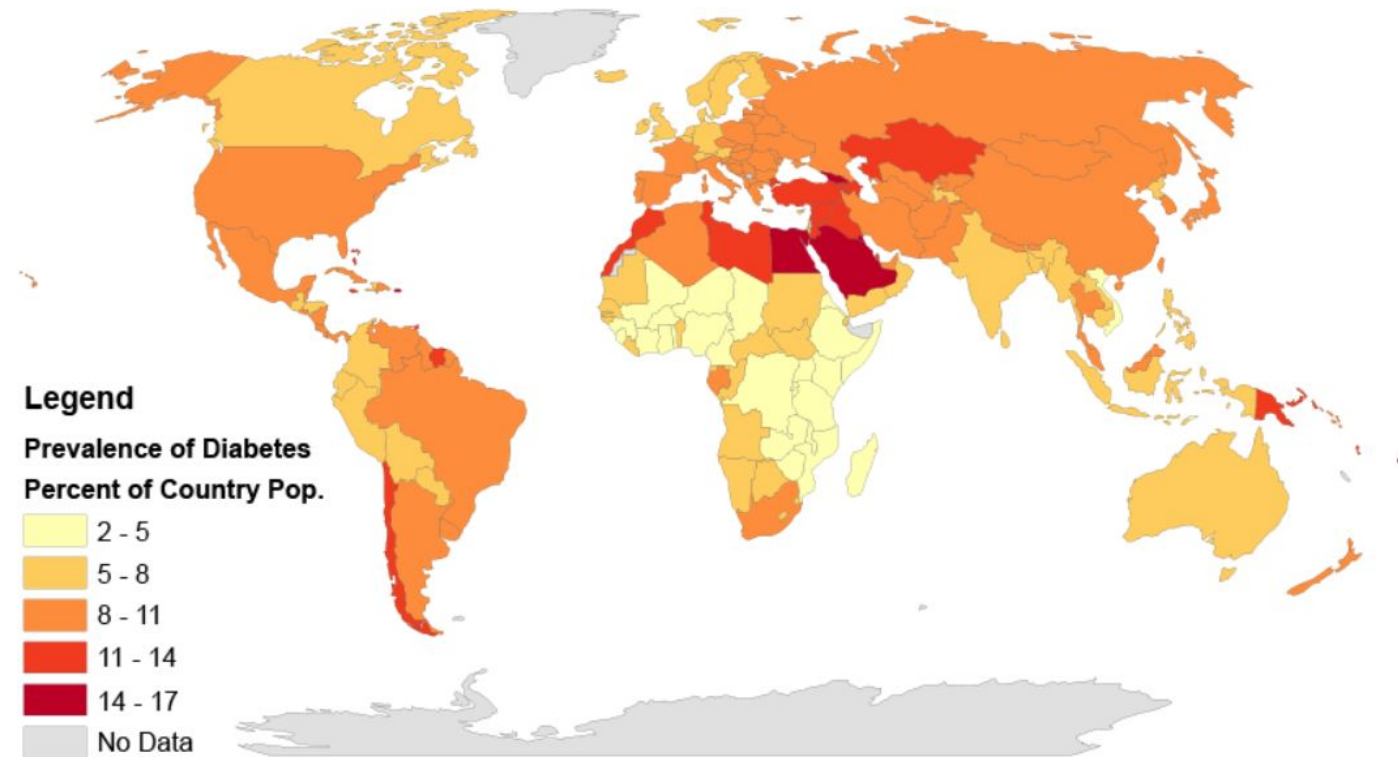 Legend
Prevalence of Diabetes
Percent of Country Pop.
2 - 5
5 - 8
8 - 11
11 - 14
14 - 17
No Data